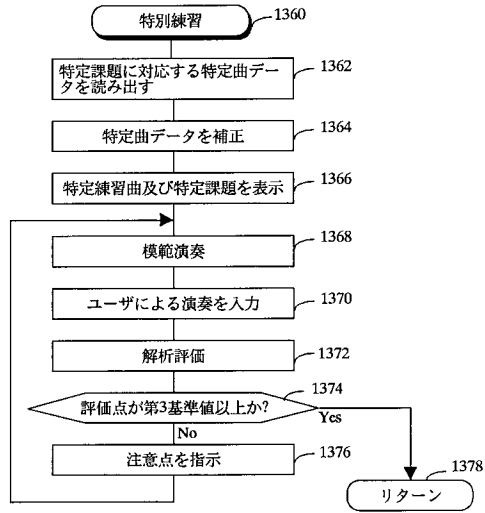 特別練習
1360
特定課題に対応する特定曲デー
タを読み出す
1362
特定曲データを補正
1364
特定練習曲及び特定課題を表示
1366
模範演奏
1368
ユーザによる演奏を入力
1370
解析評価
1372
1374
評価点が第3基準値以上か?
Yes
No
注意点を指示
1376
1378
リターン